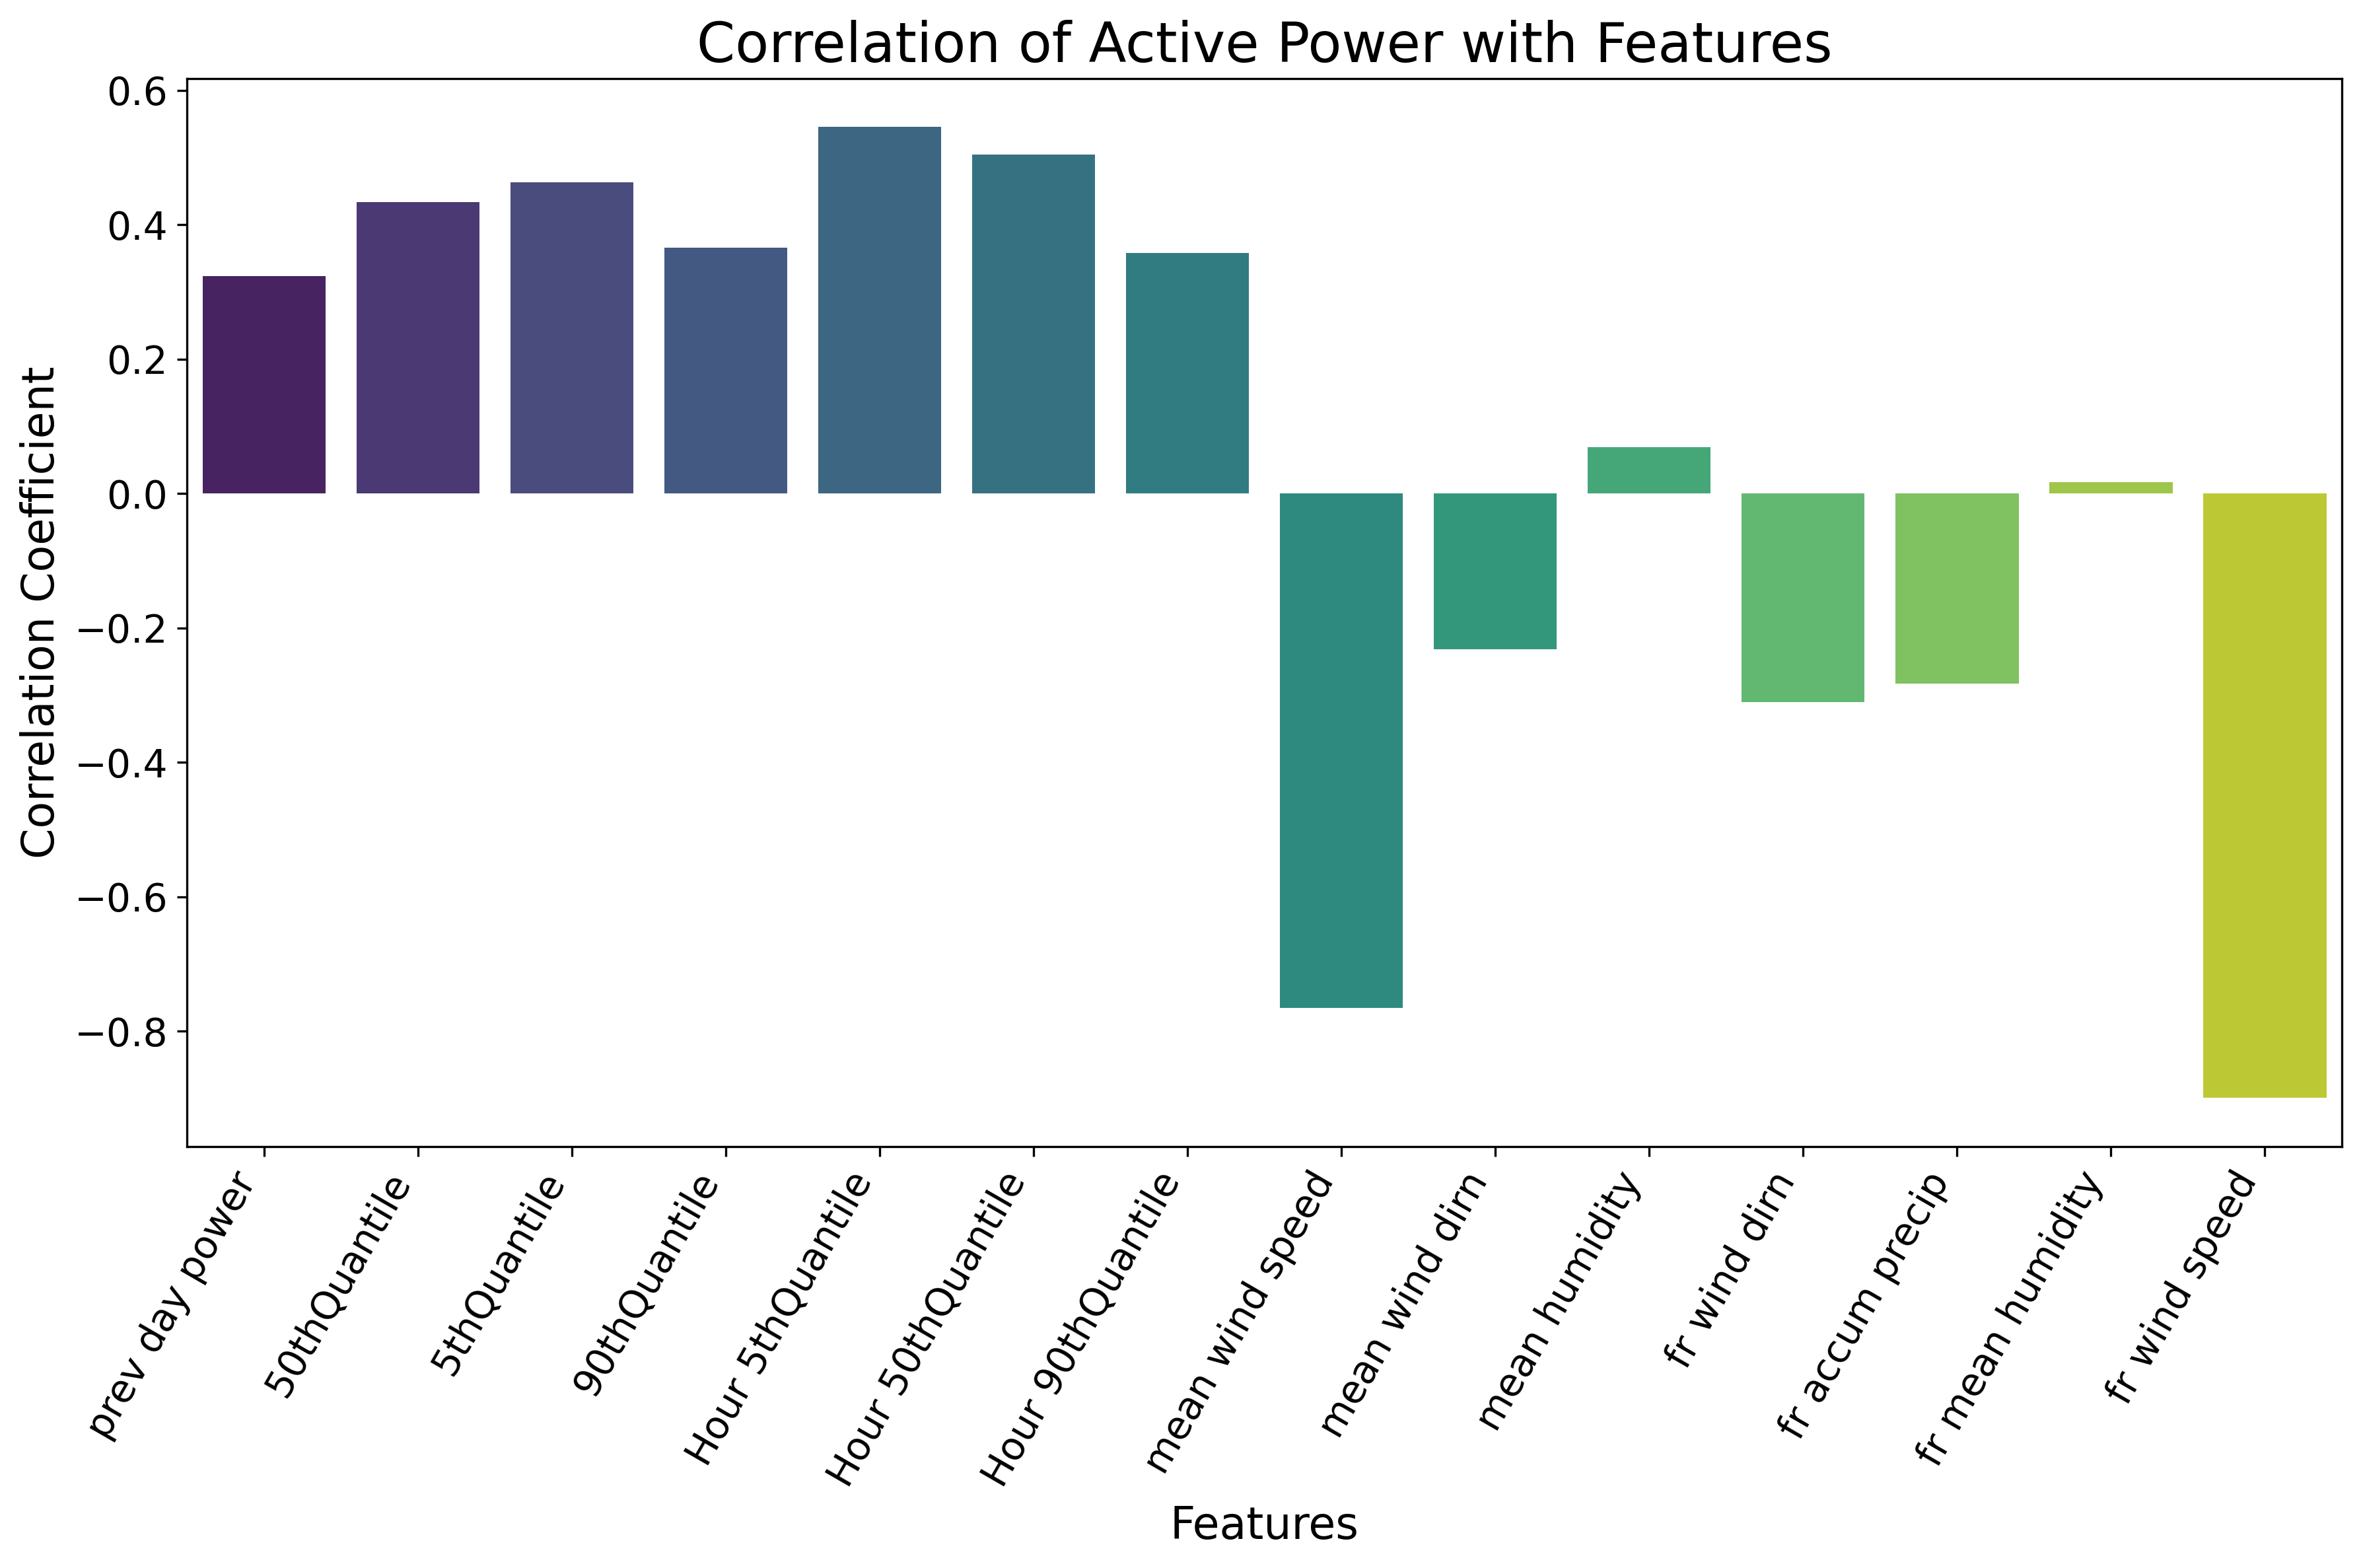 Correlation of Active Power with Features
Correlation Coefficient
0.6
0.4
0.2
0.0
−0.2
−0.4
−0.6
−0.8
prev day power
50thQuantile
5thQuantile
90thQuantile
Hour 5thQuantile
Hour 50thQuantile
Hour 90thQuantile
mean wind speed
mean wind dirn
mean humidity
fr wind dirn
fr accum precip
fr mean humidity
fr wind speed
Features